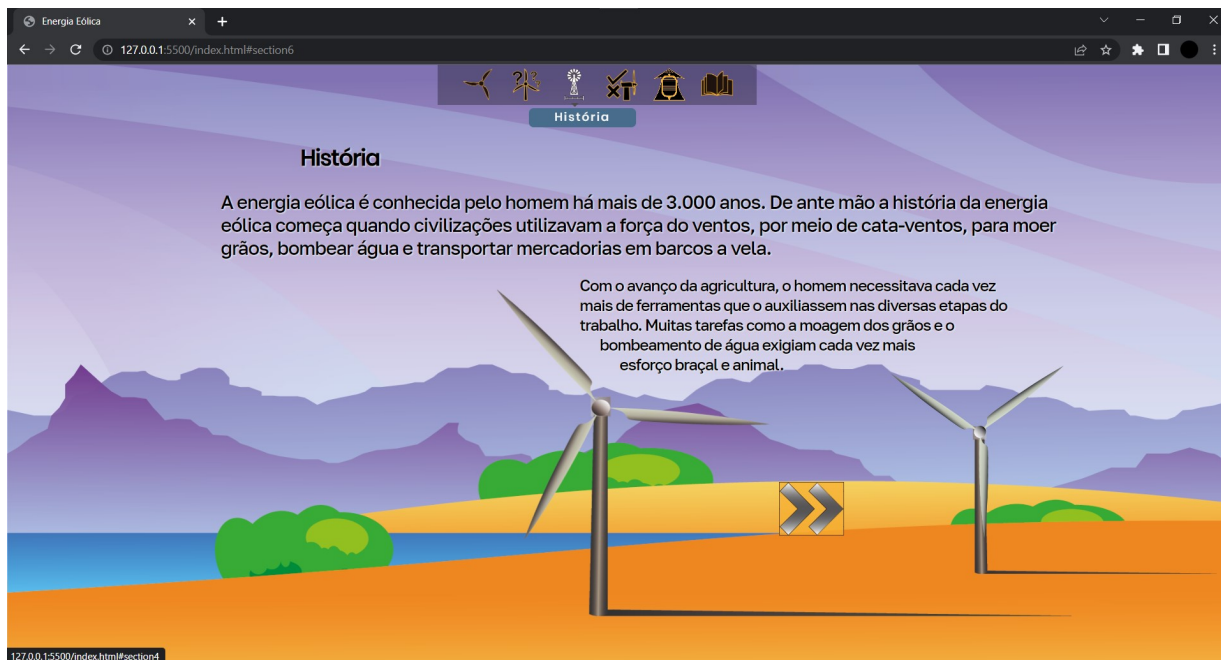 Energia Eólica
127.0.0.1:5500/index.html#section6
História
História
A energia eólica é conhecida pelo homem há mais de 3.000 anos. De ante mão a história da energia
eólica começa quando civilizações utilizavam a força do ventos, por meio de cata-ventos, para moer
grãos, bombear água e transportar mercadorias em barcos a vela.
Com o avanço da agricultura, o homem necessitava cada vez
mais de ferramentas que o auxiliassem nas diversas etapas do
trabalho. Muitas tarefas como a moagem dos grãos e o
bombeamento de água exigiam cada vez mais
esforço braçal e animal.
127.0.0.1:5500/index.html#section4